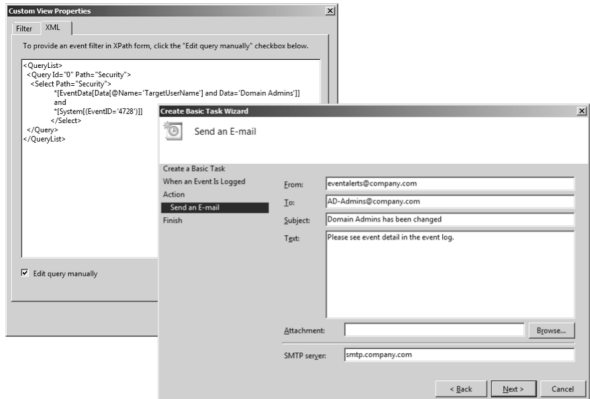 Custom View Properties
Filter XML
To provide an event filter in XPath form, click the "Edit query manually" checkbox below.
<QueryList>
<Query Id="0" Path="Security">
<Select Path="Security">
*[EventData[Data[@Name='TargetUserName'] and Data='Domain Admins']]
and
*[System[(EventID='4728')]]
</Select>
</Query>
</QueryList>
Edit query manually
Create Basic Task Wizard
Send an E-mail
Create a Basic Task
When an Event Is Logged
Action
Send an E-mail
Finish
From: eventalerts@company.com
To: AD-Admins@company.com
Subject: Domain Admins has been changed
Text: Please see event detail in the event log.
Attachment: Browse...
SMTP server: smtp.company.com
< Back Next > Cancel